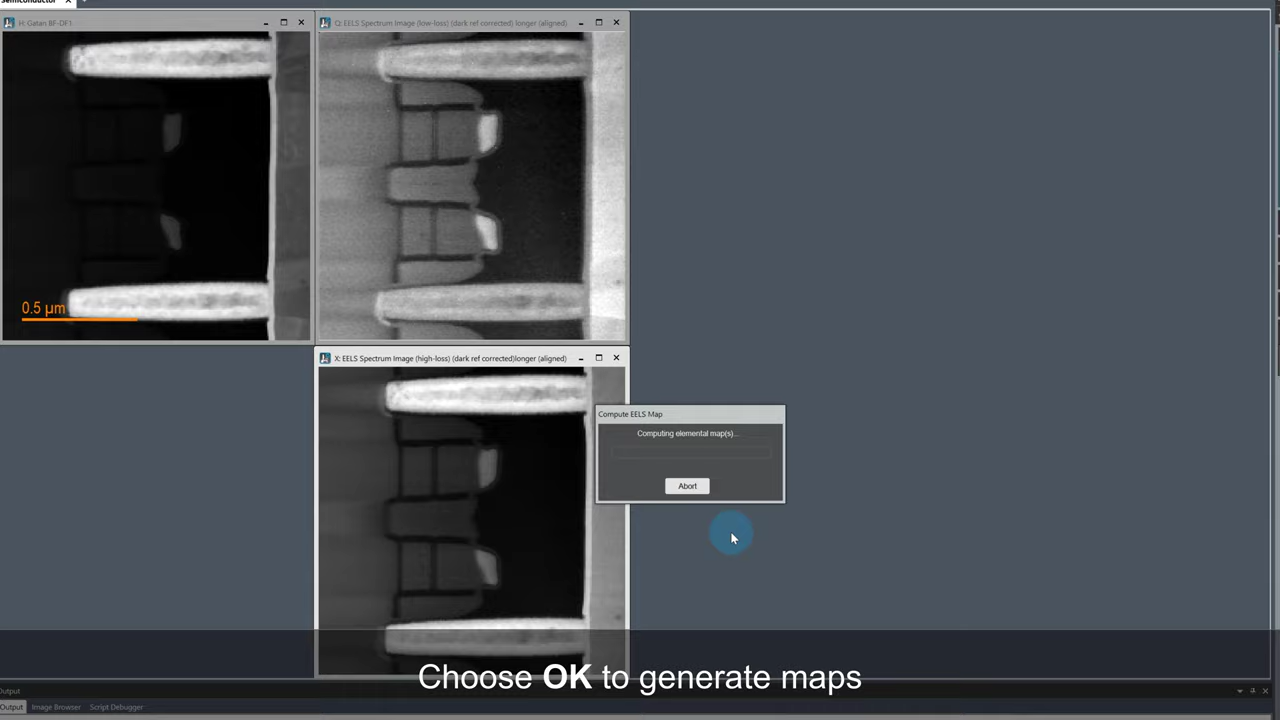 Semiconductor
H: Gatan BF-DF1
Q: EELS Spectrum Image (low-loss) (dark ref corrected) longer (aligned)
0.5 µm
X: EELS Spectrum Image (high-loss) (dark ref corrected)longer (aligned)
Compute EELS Map
Computing elemental map(s)...
Abort
Choose OK to generate maps
Output
Output Image Browser Script Debugger